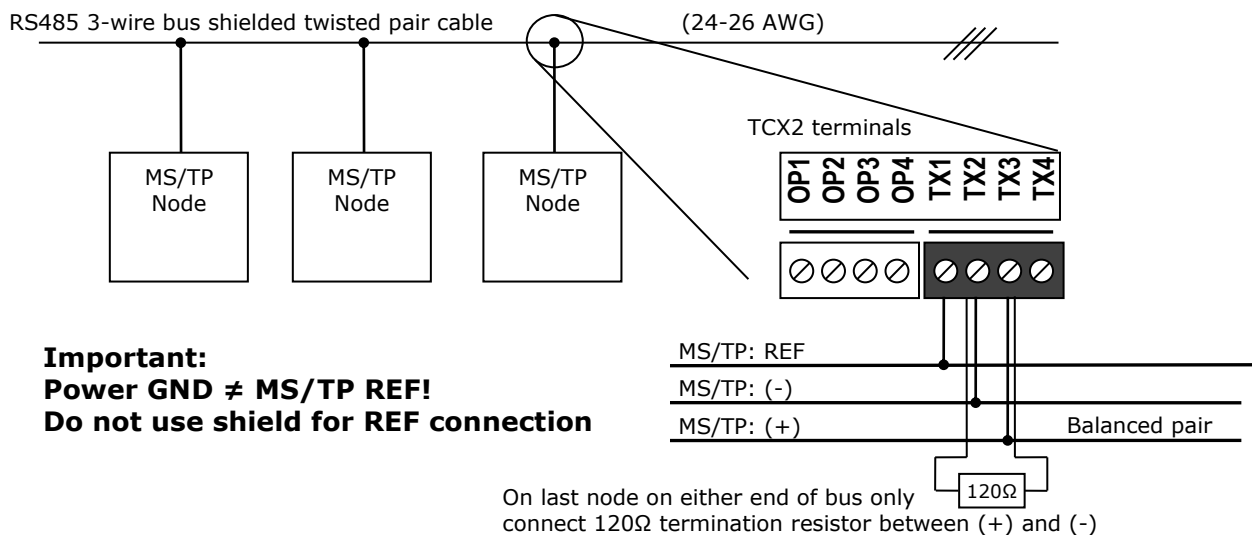 RS485 3-wire bus shielded twisted pair cable (24-26 AWG)
TCX2 terminals
MS/TP
Node
MS/TP
Node
MS/TP
Node
OP1 OP2 OP3 OP4 TX1 TX2 TX3 TX4
Important:
Power GND ≠ MS/TP REF!
Do not use shield for REF connection
MS/TP: REF
MS/TP: (-)
MS/TP: (+) Balanced pair
120Ω
On last node on either end of bus only
connect 120Ω termination resistor between (+) and (-)